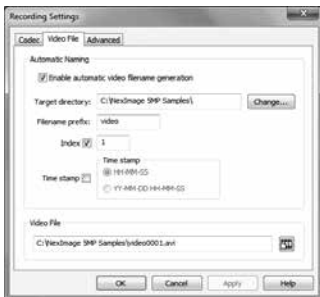 Recording Settings
Codec Video File Advanced
Automatic Naming
Enable automatic video filename generation
Target directory: C:\NexImage 5MP Samples\ Change...
Filename prefix: video
Index 1
Time stamp
Time stamp HH-MM-SS
YY-MM-DD HH-MM-SS
Video File
C:\NexImage 5MP Samples\video0001.avi
OK Cancel Apply Help